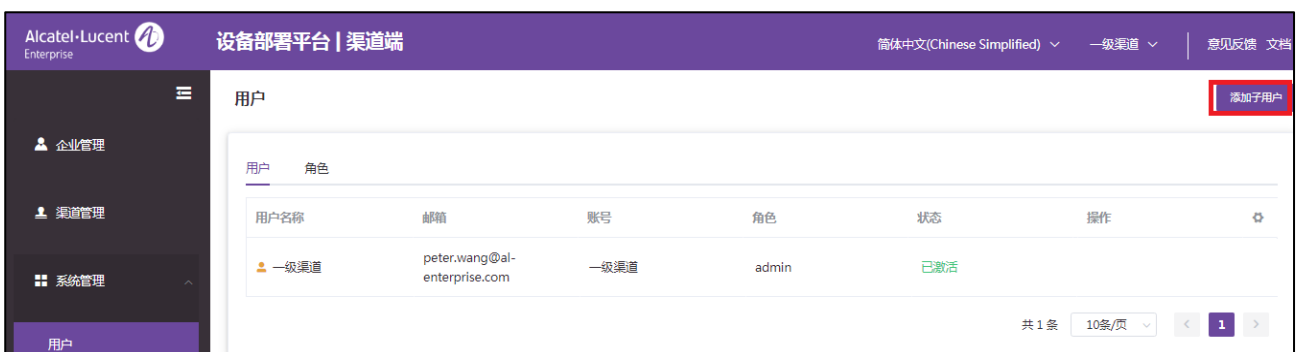 Alcatel·Lucent
Enterprise
设备部署平台 | 渠道端
简体中文(Chinese Simplified)
一级渠道
意见反馈 文档
用户
添加子用户
企业管理
用户 角色
渠道管理
用户名称 邮箱 账号 角色 状态 操作
一级渠道 peter.wang@al-
enterprise.com 一级渠道 admin 已激活
系统管理
共 1 条 10条/页 < 1 >
用户